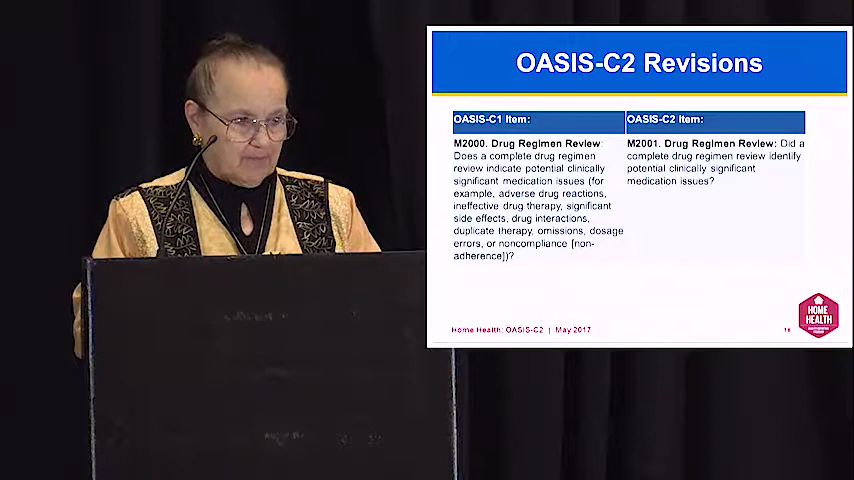 OASIS-C2 Revisions
OASIS-C1 Item:
OASIS-C2 Item:
M2000. Drug Regimen Review:
Does a complete drug regimen
review indicate potential clinically
significant medication issues (for
example, adverse drug reactions,
ineffective drug therapy, significant
side effects, drug interactions,
duplicate therapy, omissions, dosage
errors, or noncompliance [non-
adherence])?
M2001. Drug Regimen Review: Did a
complete drug regimen review identify
potential clinically significant
medication issues?
Home Health: OASIS-C2 | May 2017
HOME
HEALTH